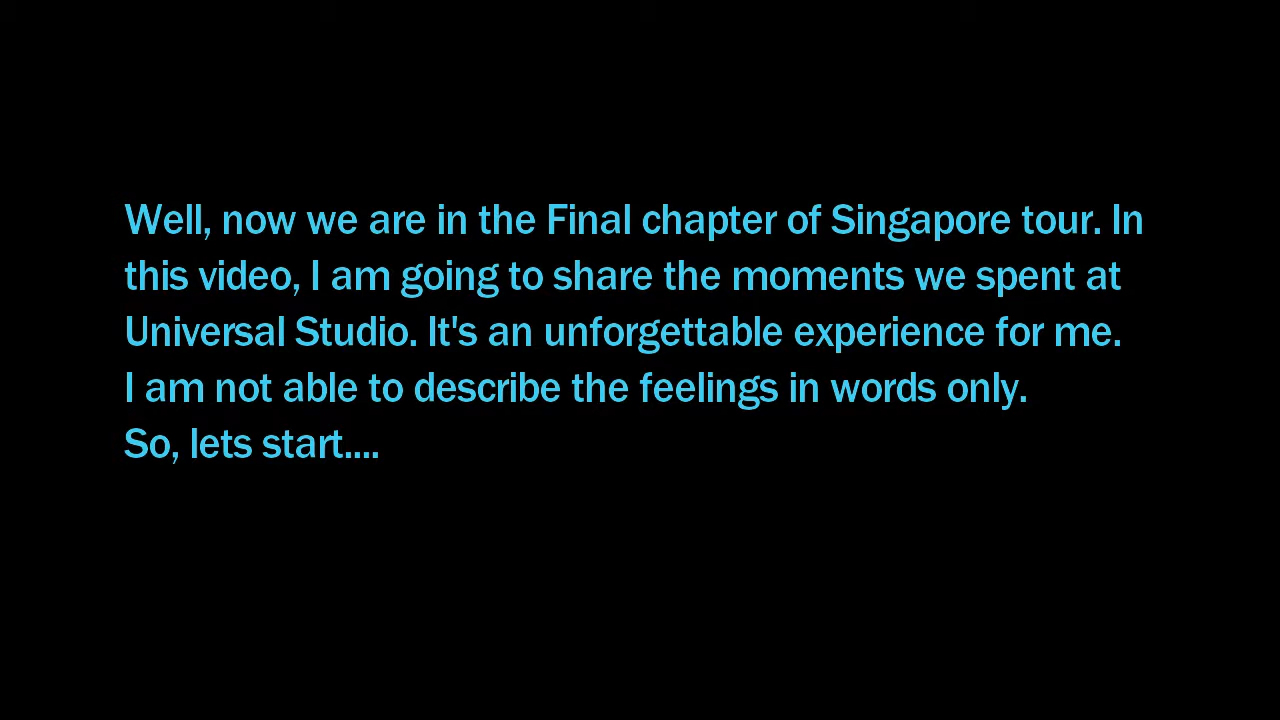 Well, now we are in the Final chapter of Singapore tour. In
this video, I am going to share the moments we spent at
Universal Studio. It's an unforgettable experience for me.
I am not able to describe the feelings in words only.
So, lets start....